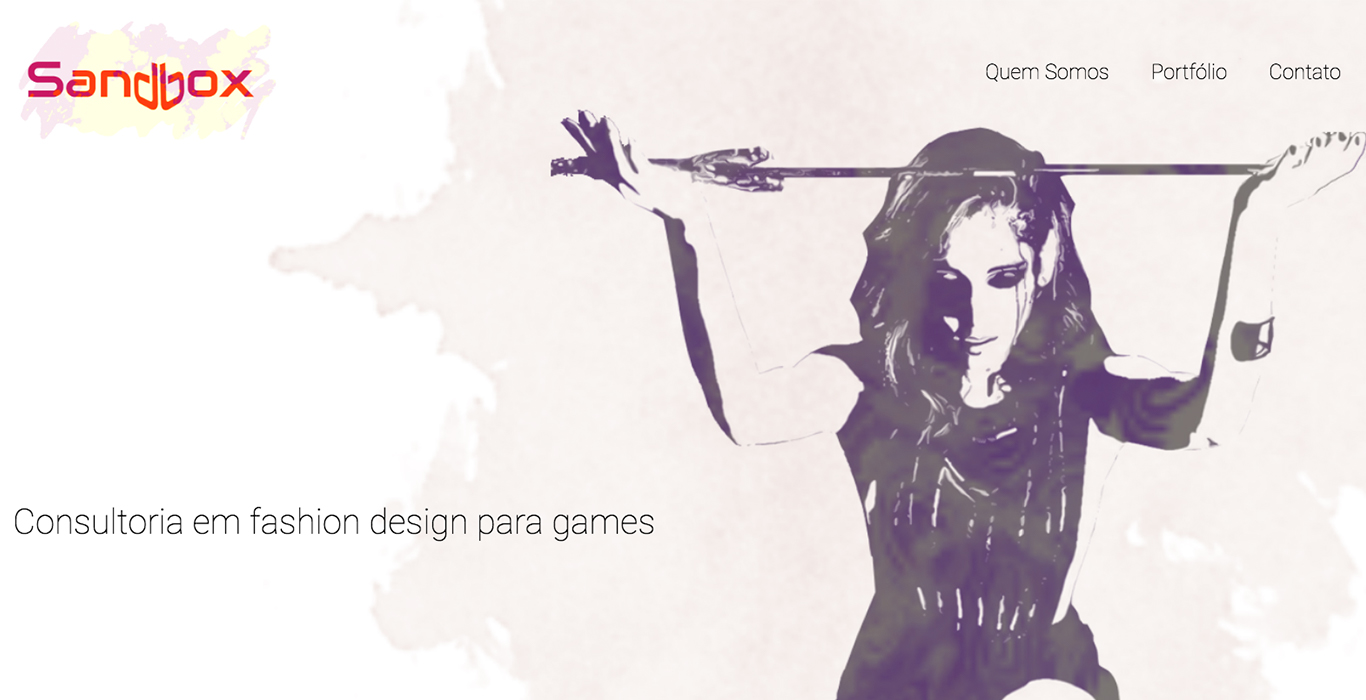 Sandbox
Quem Somos
Portfólio
Contato
Consultoria em fashion design para games